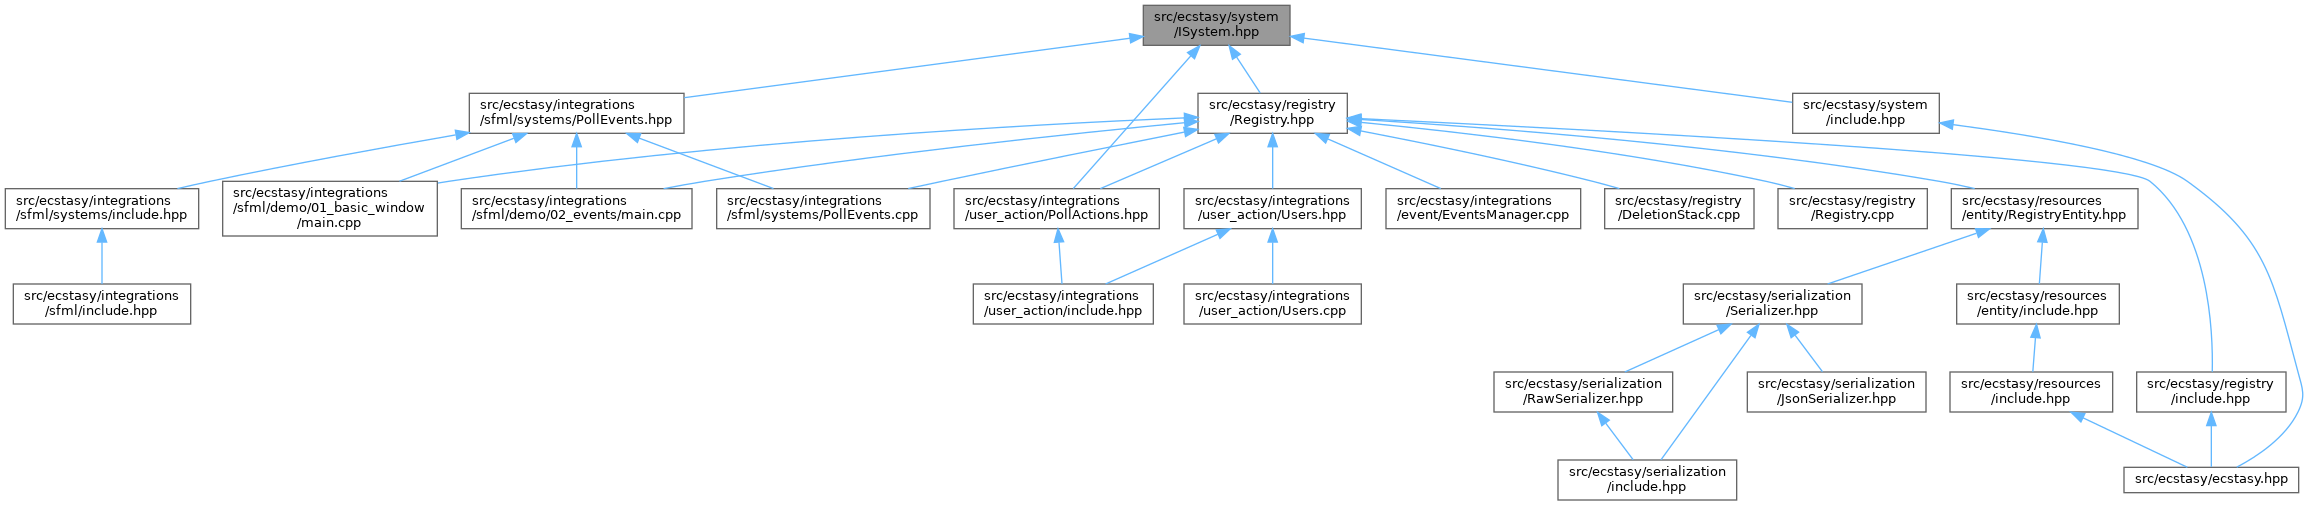 src/ecstasy/system
/ISystem.hpp
src/ecstasy/integrations
/sfml/systems/PollEvents.hpp
src/ecstasy/registry
/Registry.hpp
src/ecstasy/system
/include.hpp
src/ecstasy/integrations
/sfml/systems/include.hpp
src/ecstasy/integrations
/sfml/demo/01_basic_window
/main.cpp
src/ecstasy/integrations
/sfml/demo/02_events/main.cpp
src/ecstasy/integrations
/sfml/systems/PollEvents.cpp
src/ecstasy/integrations
/user_action/PollActions.hpp
src/ecstasy/integrations
/user_action/Users.hpp
src/ecstasy/integrations
/event/EventsManager.cpp
src/ecstasy/registry
/DeletionStack.cpp
src/ecstasy/registry
/Registry.cpp
src/ecstasy/resources
/entity/RegistryEntity.hpp
src/ecstasy/integrations
/sfml/include.hpp
src/ecstasy/integrations
/user_action/include.hpp
src/ecstasy/integrations
/user_action/Users.cpp
src/ecstasy/serialization
/Serializer.hpp
src/ecstasy/resources
/entity/include.hpp
src/ecstasy/serialization
/RawSerializer.hpp
src/ecstasy/serialization
/JsonSerializer.hpp
src/ecstasy/resources
/include.hpp
src/ecstasy/registry
/include.hpp
src/ecstasy/serialization
/include.hpp
src/ecstasy/ecstasy.hpp